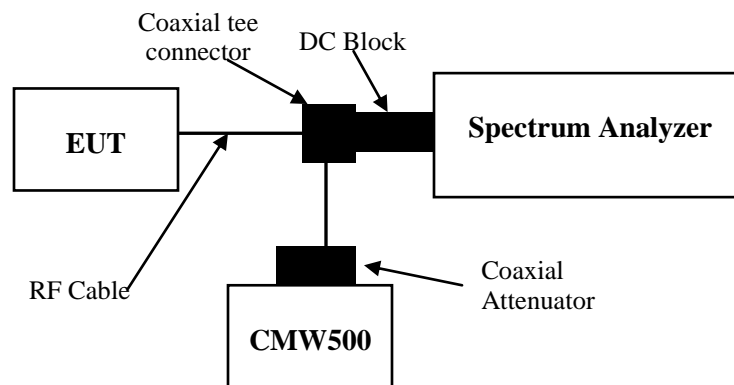 Coaxial tee
connector
DC Block
EUT
Spectrum Analyzer
RF Cable
Coaxial
Attenuator
CMW500